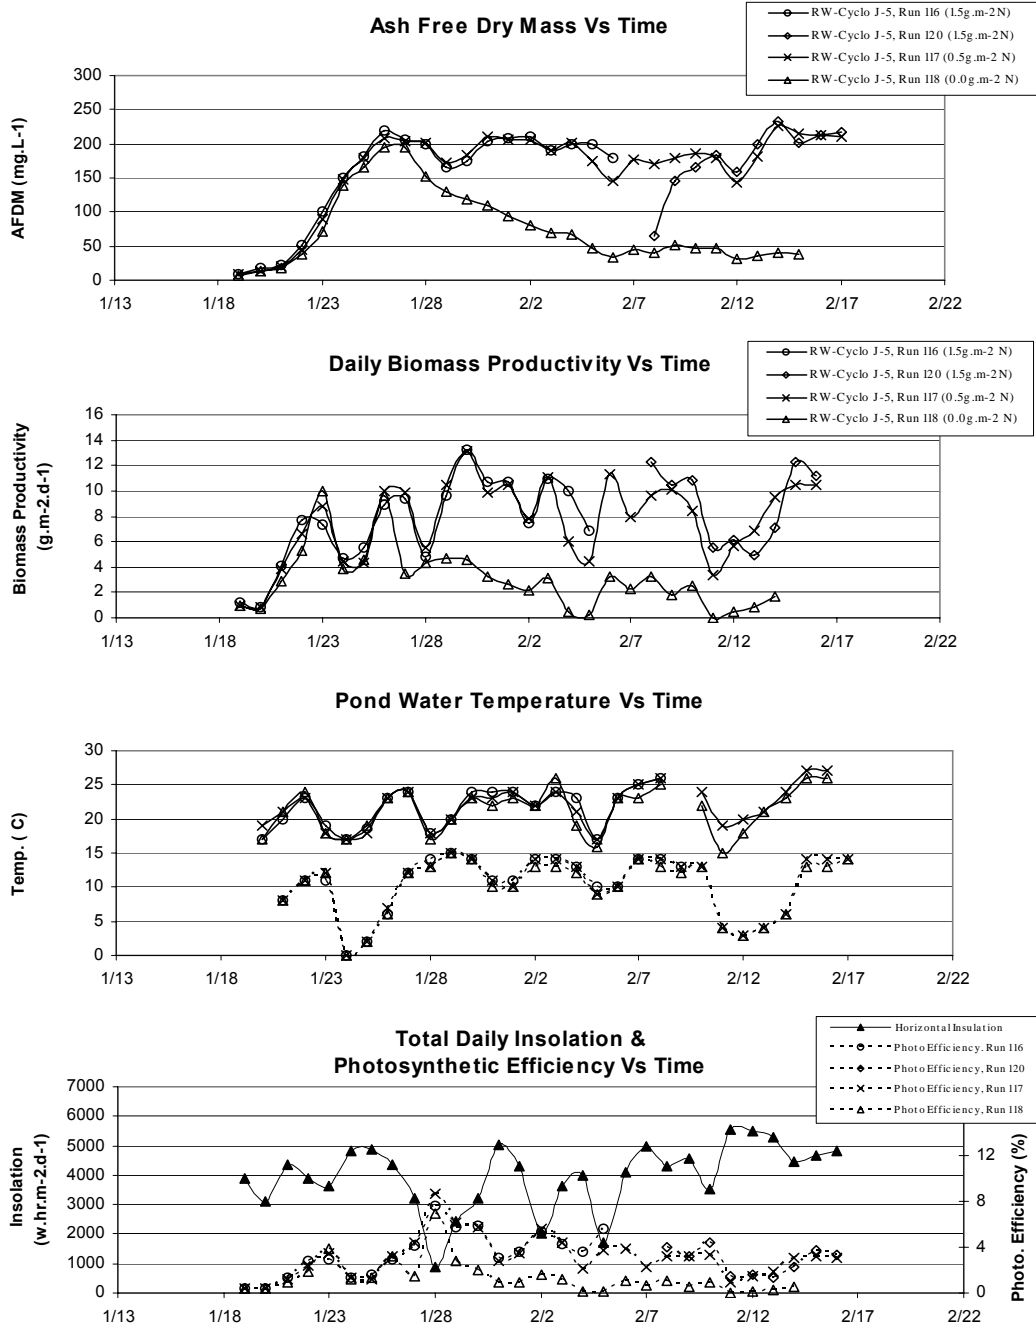 Ash Free Dry Mass Vs Time
RW-Cyclo J-5, Run 116 (1.5g.m-2N)
RW-Cyclo J-5, Run 120 (1.5g.m-2N)
RW-Cyclo J-5, Run 117 (0.5g.m-2 N)
RW-Cyclo J-5, Run 118 (0.0g.m-2 N)
AFDM (mg.L-1)
300
250
200
150
100
50
0
1/13 1/18 1/23 1/28 2/2 2/7 2/12 2/17 2/22
Daily Biomass Productivity Vs Time
RW-Cyclo J-5, Run 116 (1.5g.m-2 N)
RW-Cyclo J-5, Run 120 (1.5g.m-2N)
RW-Cyclo J-5, Run 117 (0.5g.m-2 N)
RW-Cyclo J-5, Run 118 (0.0g.m-2 N)
Biomass Productivity
(g.m-2.d-1)
16
14
12
10
8
6
4
2
0
1/13 1/18 1/23 1/28 2/2 2/7 2/12 2/17 2/22
Pond Water Temperature Vs Time
Temp. ( C)
30
25
20
15
10
5
0
1/13 1/18 1/23 1/28 2/2 2/7 2/12 2/17 2/22
Total Daily Insolation &
Photosynthetic Efficiency Vs Time
Horizontal Insulation
Photo Efficiency. Run 116
Photo Efficiency, Run 120
Photo Efficiency, Run 117
Photo Efficiency, Run 118
Insolation
(w.hr.m-2.d-1)
7000
6000
5000
4000
3000
2000
1000
0
12
8
4
0
Photo. Efficiency (%)
1/13 1/18 1/23 1/28 2/2 2/7 2/12 2/17 2/22